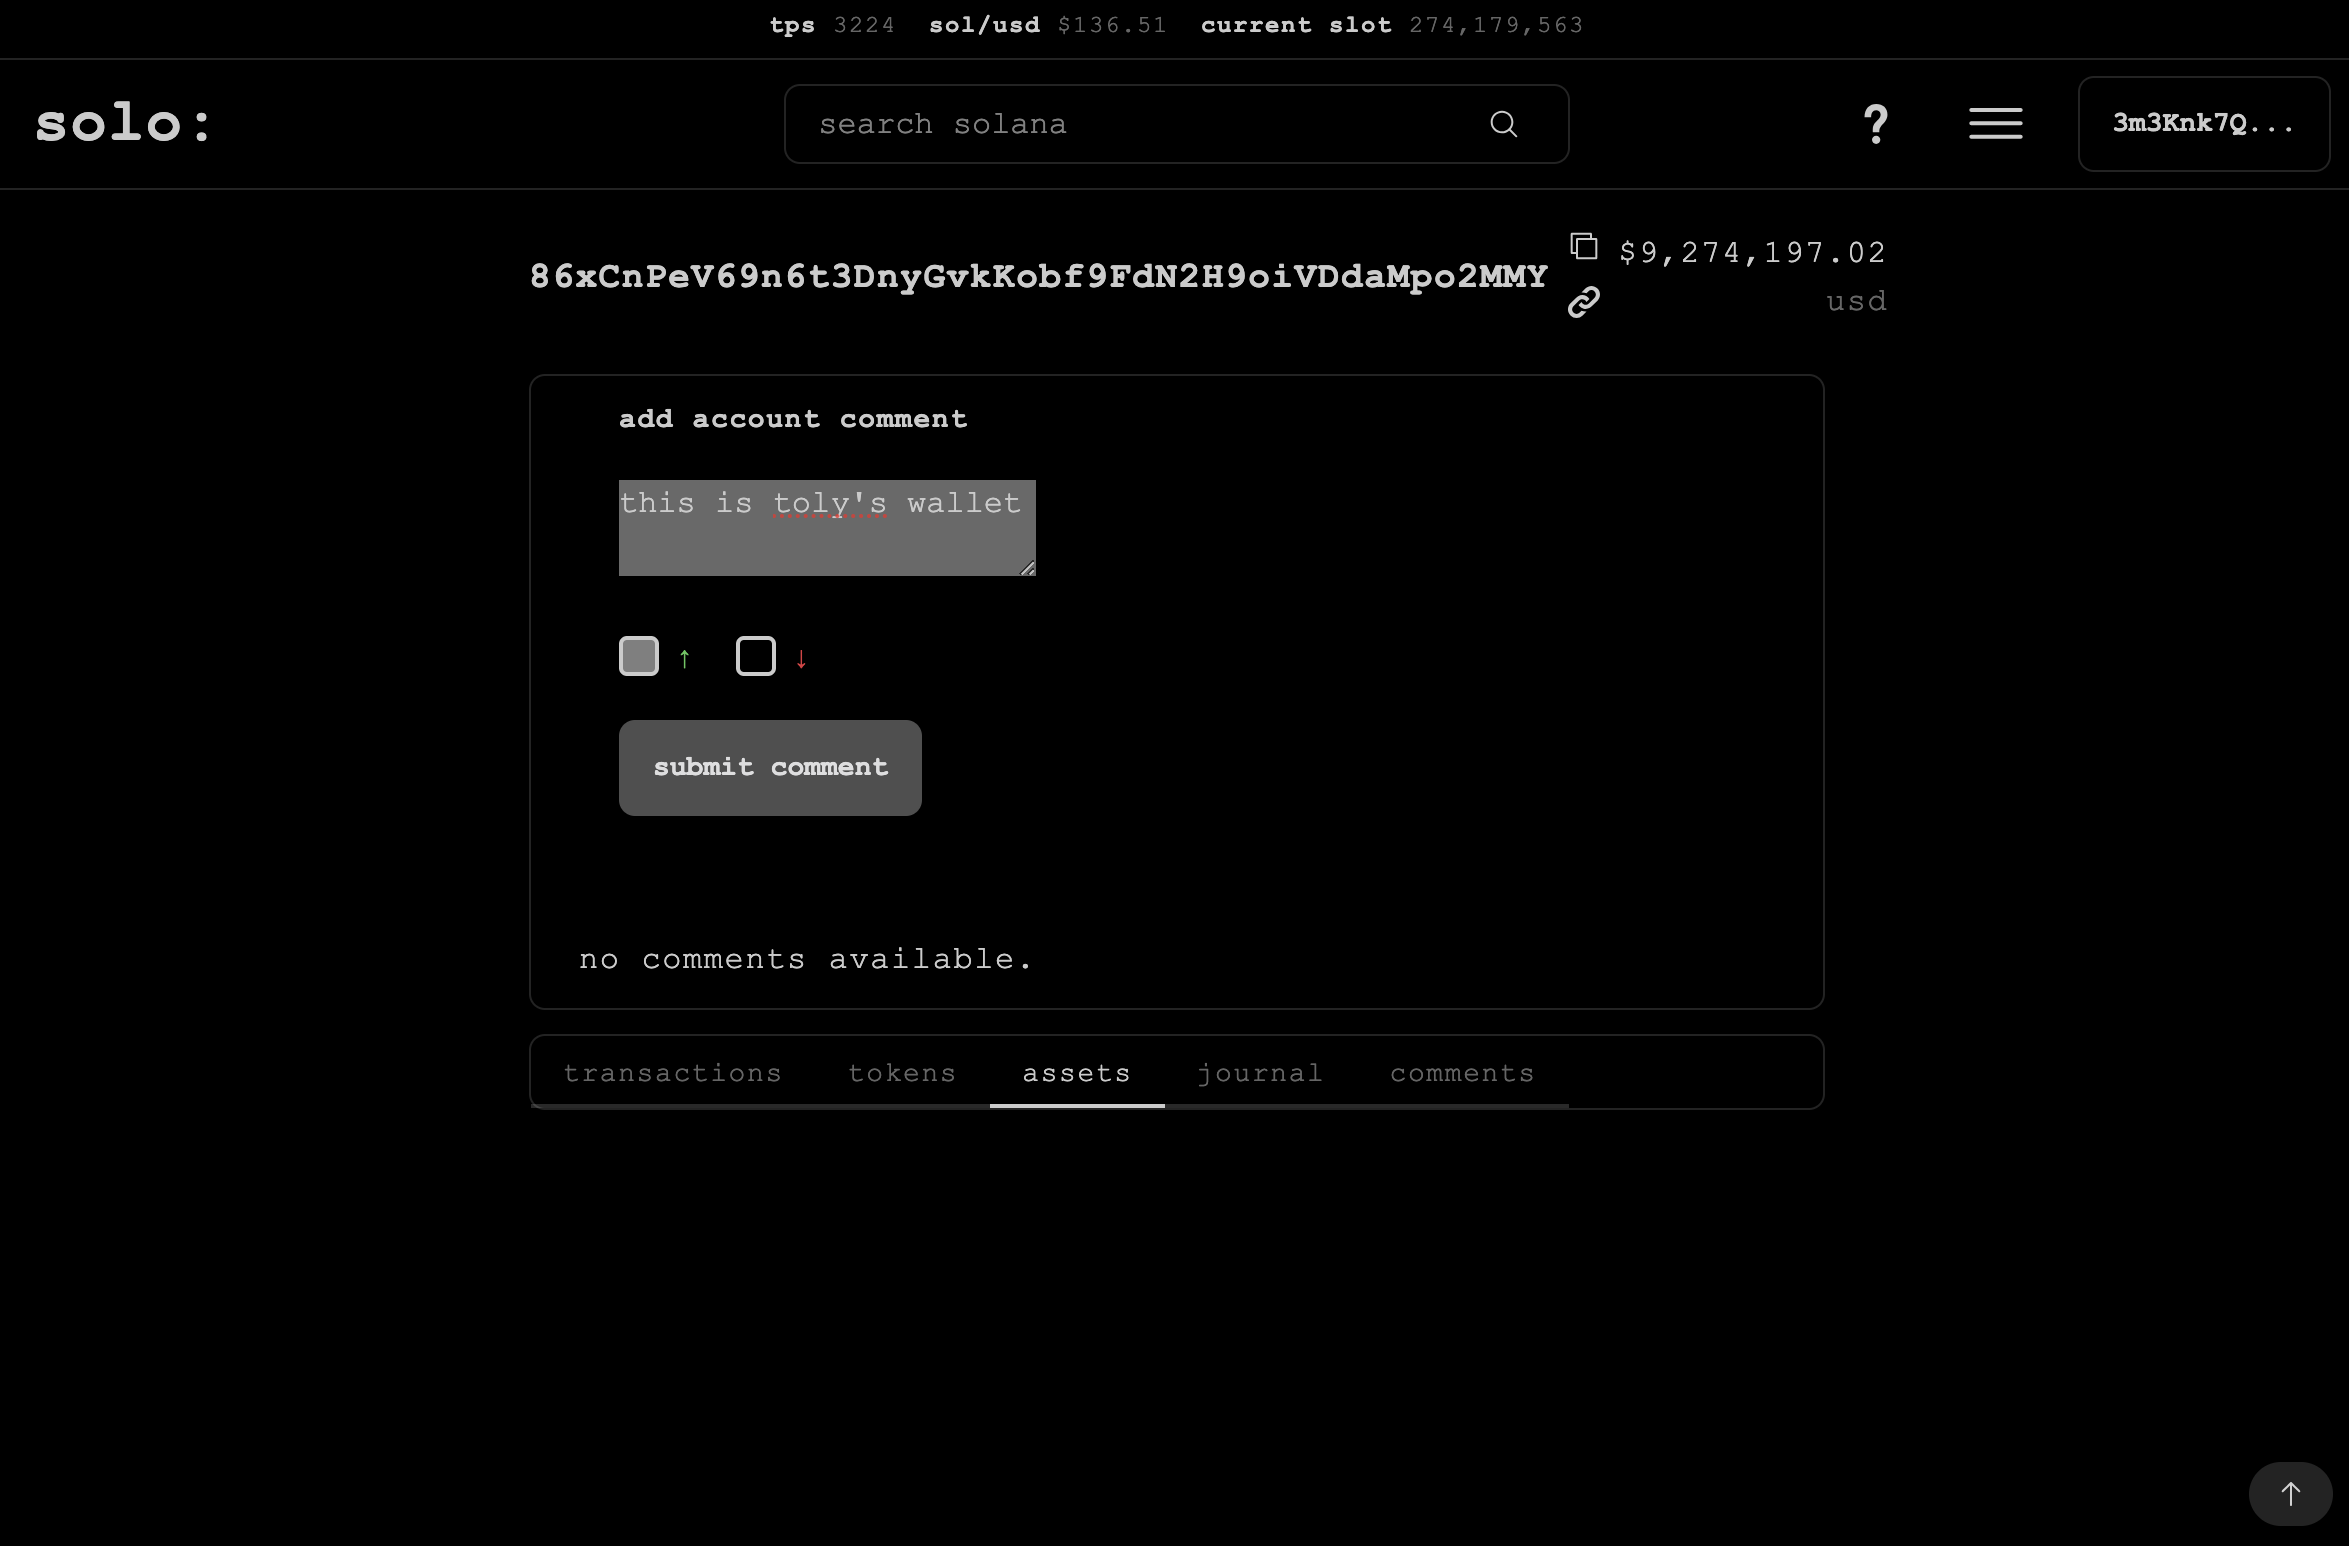 tps 3224 sol/usd $136.51 current slot 274,179,563
solo:
search solana
?
3m3Knk7Q...
86xCnPeV69n6t3DnyGvkKobf9FdN2H9oiVDdaMpo2MMY
$9,274,197.02
usd
add account comment
this is toly's wallet
↑ ↓
submit comment
no comments available.
transactions tokens assets journal comments